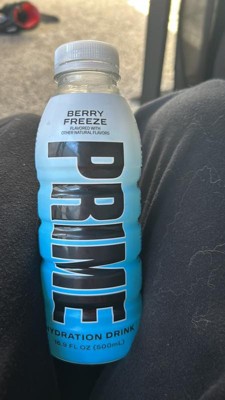 BERRY
FREEZE
FLAVORED WITH
OTHER NATURAL FLAVORS
PRIME
HYDRATION DRINK
16.9 FL OZ (500mL)